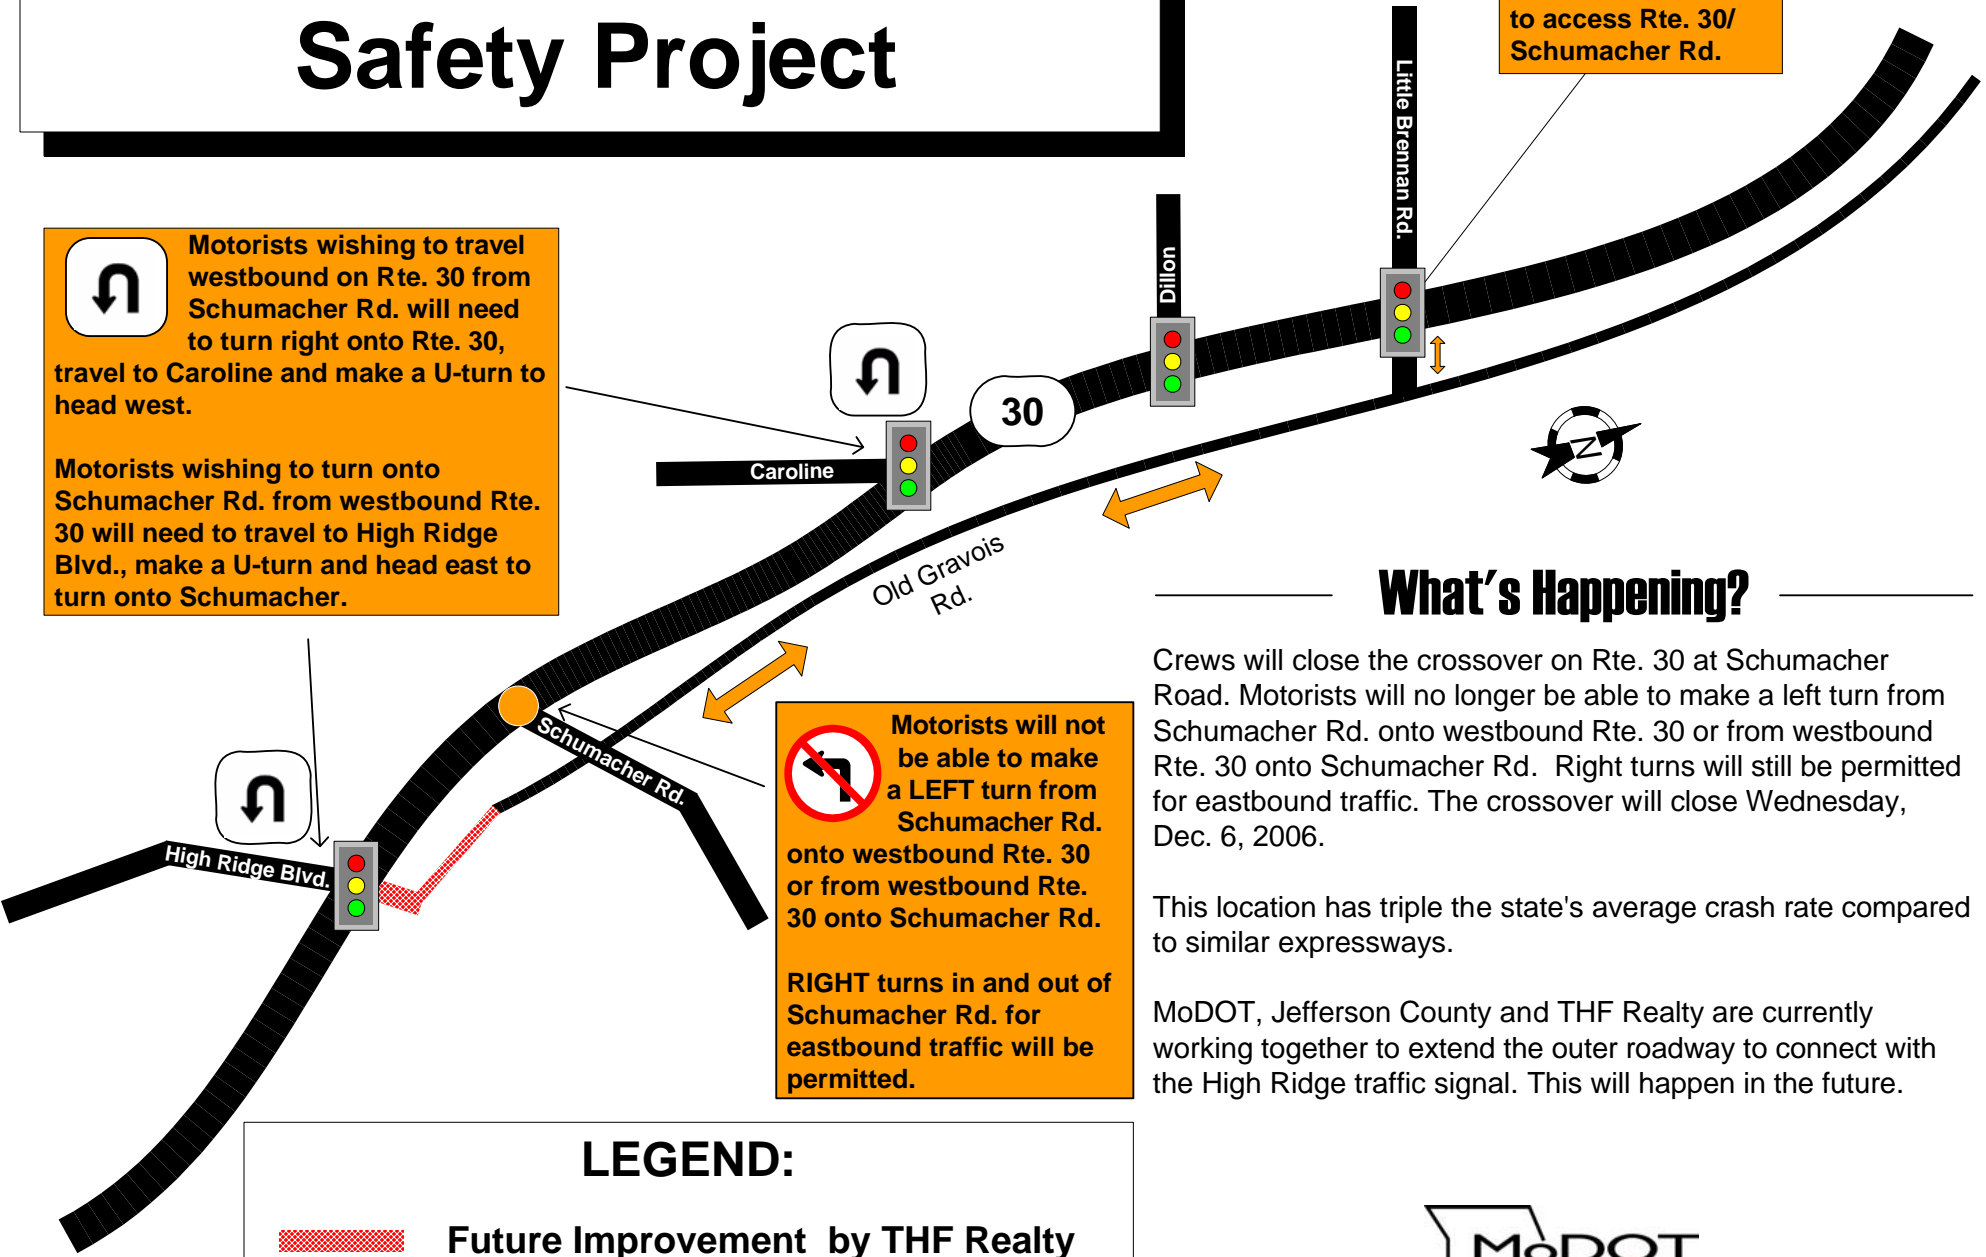 Safety Project
to access Rte. 30/
Schumacher Rd.
Little Brennan Rd.
Dillon
Motorists wishing to travel
westbound on Rte. 30 from
Schumacher Rd. will need
to turn right onto Rte. 30,
travel to Caroline and make a U-turn to
head west.
Motorists wishing to turn onto
Schumacher Rd. from westbound Rte.
30 will need to travel to High Ridge
Blvd., make a U-turn and head east to
turn onto Schumacher.
30
Caroline
N
Old Gravois
Rd.
Schumacher Rd.
High Ridge Blvd.
Motorists will not
be able to make
a LEFT turn from
Schumacher Rd.
onto westbound Rte. 30
or from westbound Rte.
30 onto Schumacher Rd.
RIGHT turns in and out of
Schumacher Rd. for
eastbound traffic will be
permitted.
What's Happening?
Crews will close the crossover on Rte. 30 at Schumacher
Road. Motorists will no longer be able to make a left turn from
Schumacher Rd. onto westbound Rte. 30 or from westbound
Rte. 30 onto Schumacher Rd.  Right turns will still be permitted
for eastbound traffic. The crossover will close Wednesday,
Dec. 6, 2006.
This location has triple the state's average crash rate compared
to similar expressways.
MoDOT, Jefferson County and THF Realty are currently
working together to extend the outer roadway to connect with
the High Ridge traffic signal. This will happen in the future.
LEGEND:
Future Improvement  by THF Realty
MoDOT